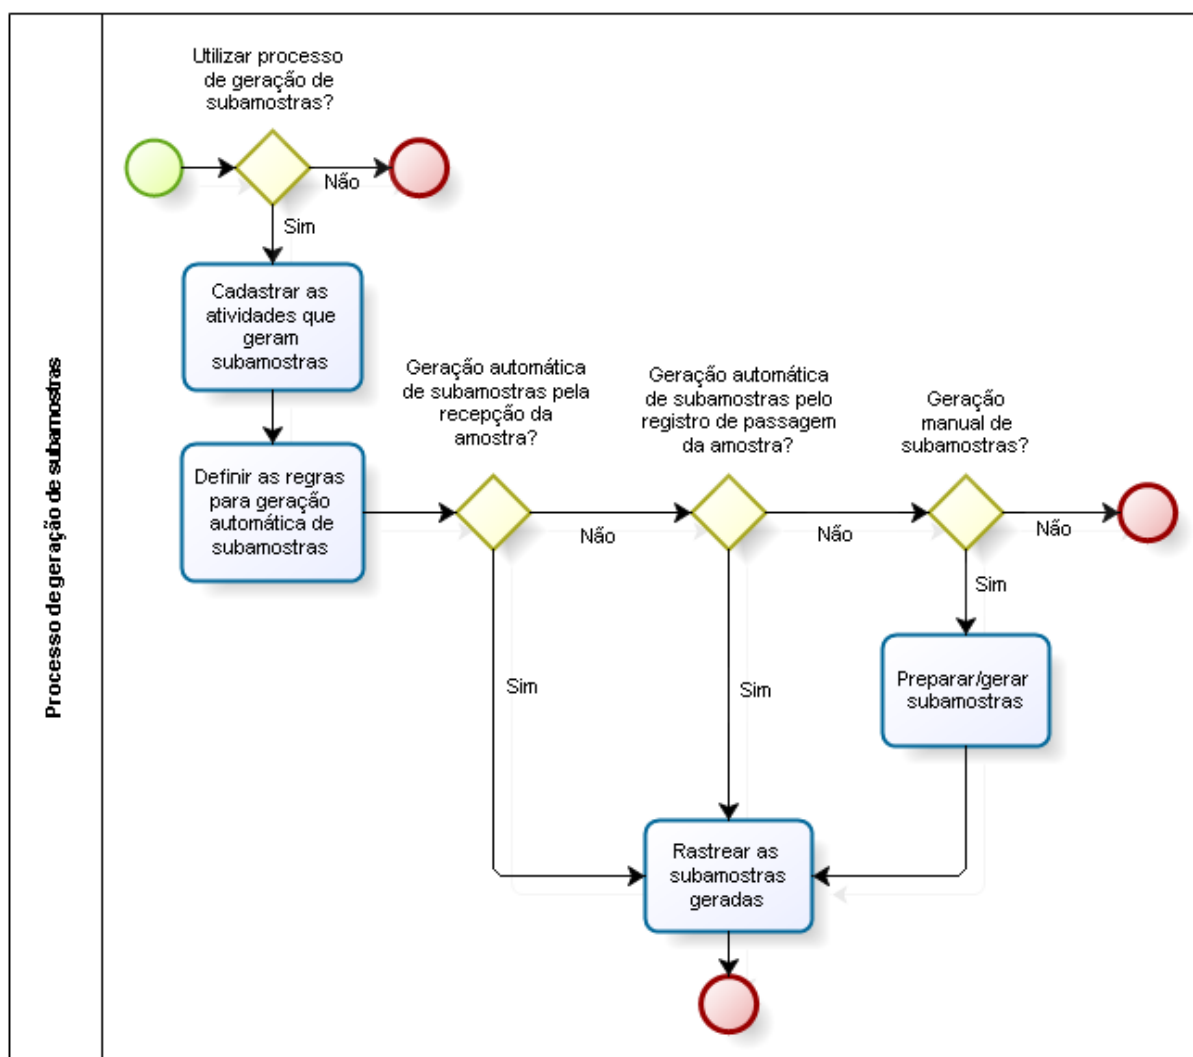 Processo de geração de subamostras
Utilizar processo
de geração de
subamostras?
Não
Sim
Cadastrar as
atividades que
geram
subamostras
Definir as regras
para geração
automática de
subamostras
Geração automática
de subamostras pela
recepção da
amostra?
Não
Sim
Geração automática
de subamostras pelo
registro de passagem
da amostra?
Não
Sim
Geração
manual de
subamostras?
Não
Sim
Preparar/gerar
subamostras
Rastrear as
subamostras
geradas